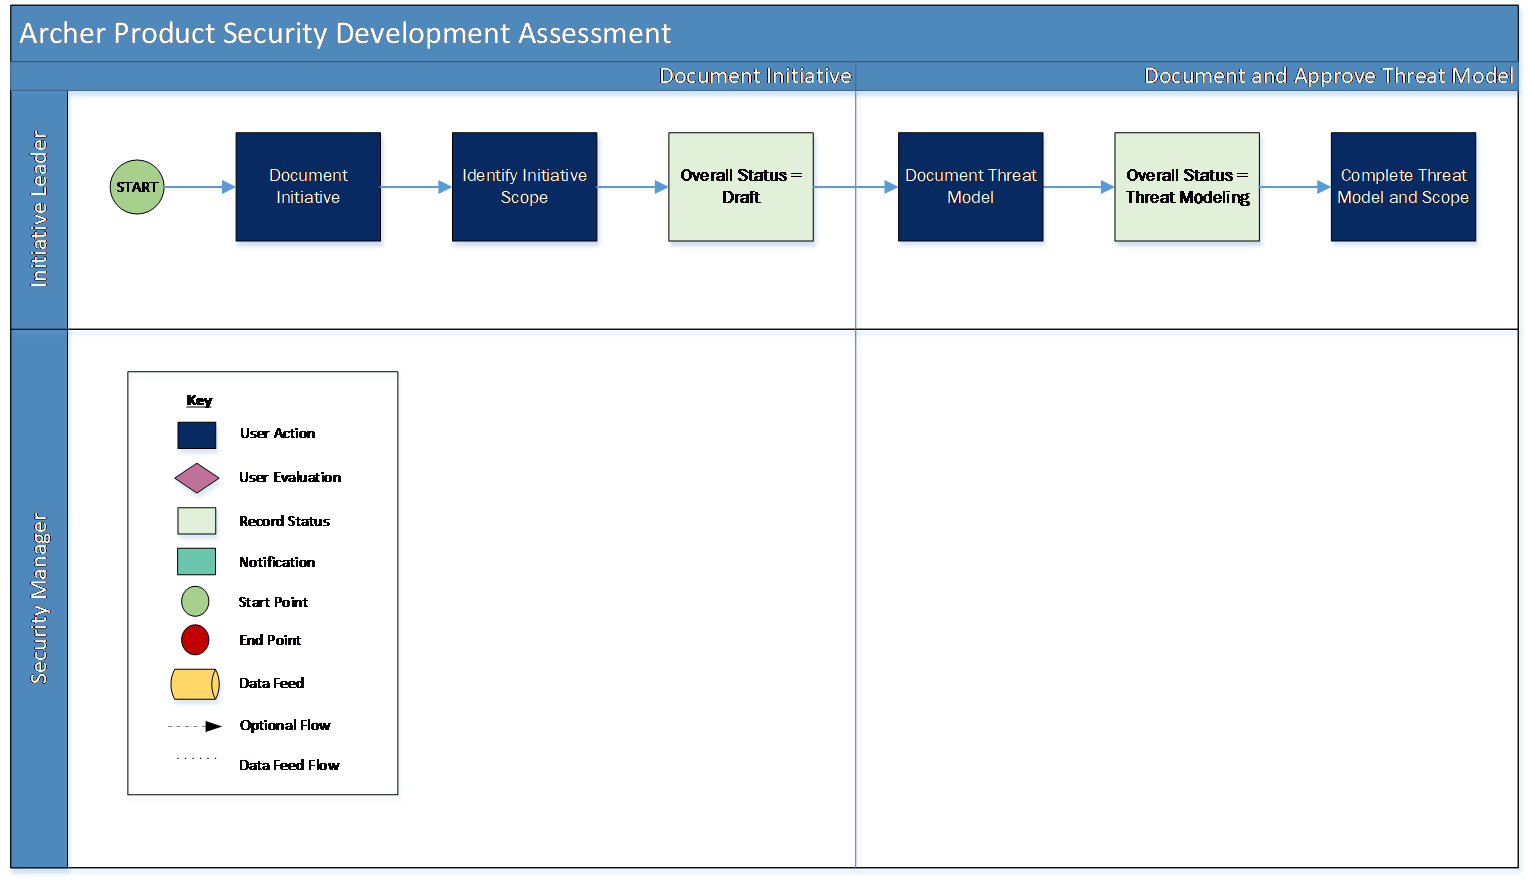 Archer Product Security Development Assessment
Document Initiative
Document and Approve Threat Model
Initiative Leader
START
Document
Initiative
Identify Initiative
Scope
Overall Status =
Draft
Document Threat
Model
Overall Status =
Threat Modeling
Complete Threat
Model and Scope
Security Manager
Key
User Action
User Evaluation
Record Status
Notification
Start Point
End Point
Data Feed
Optional Flow
Data Feed Flow